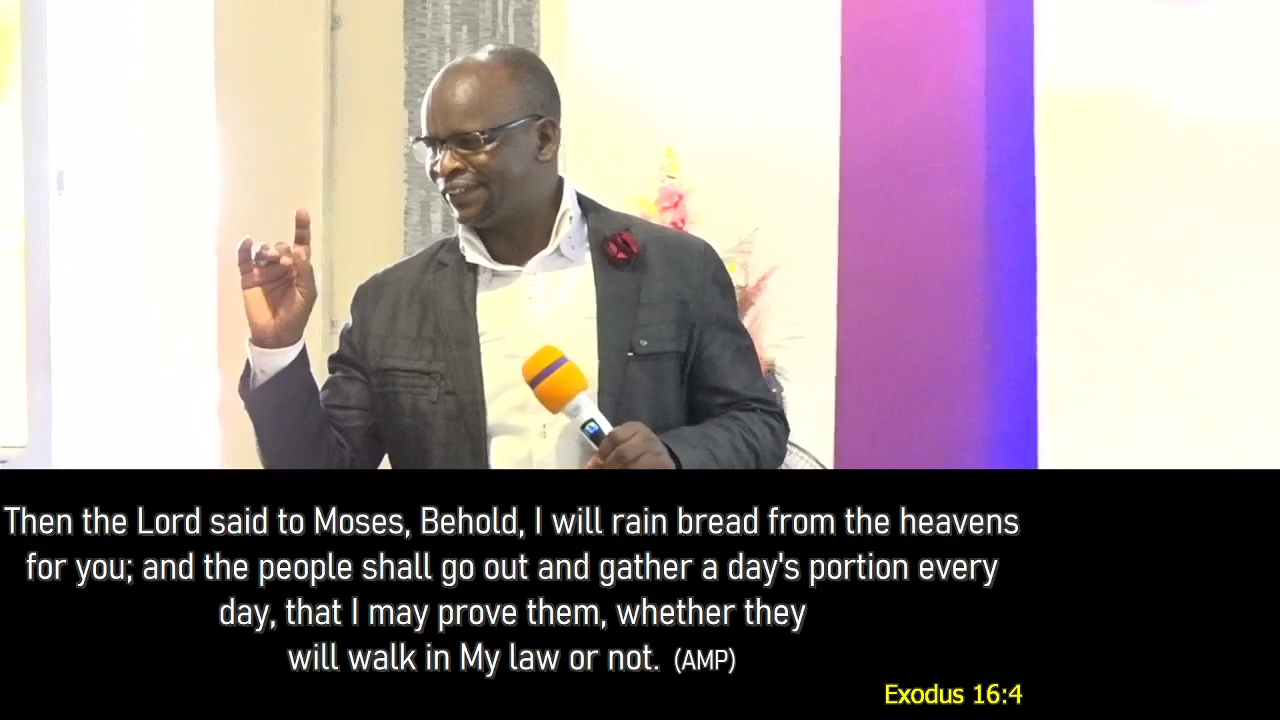 Then the Lord said to Moses, Behold, I will rain bread from the heavens
for you; and the people shall go out and gather a day's portion every
day, that I may prove them, whether they
will walk in My law or not. (AMP)
Exodus 16:4